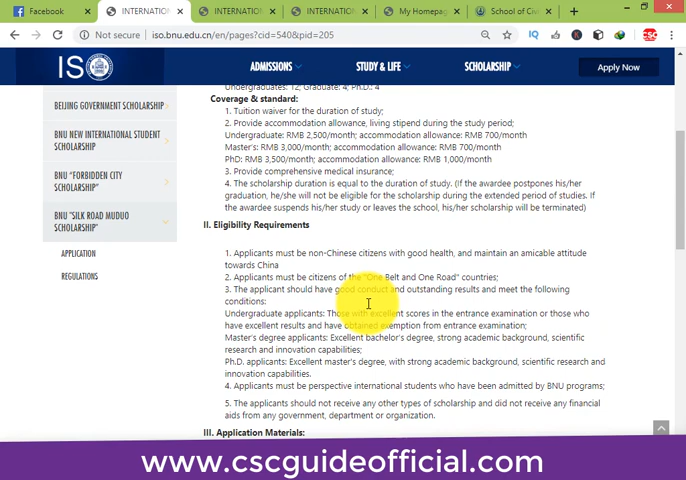 Facebook
INTERNATION
INTERNATION
INTERNATION
My Homepage
School of Civi
Not secure | iso.bnu.edu.cn/en/pages?cid=540&pid=205
ISO
ADMISSIONS
STUDY & LIFE
SCHOLARSHIP
Apply Now
BEIJING GOVERNMENT SCHOLARSHIP
BNU NEW INTERNATIONAL STUDENT
SCHOLARSHIP
BNU "FORBIDDEN CITY
SCHOLARSHIP"
BNU "SILK ROAD MUDUO
SCHOLARSHIP"
APPLICATION
REGULATIONS
Undergraduates: 12; Graduate: 4; Ph.D.: 4
Coverage & standard:
1. Tuition waiver for the duration of study;
2. Provide accommodation allowance, living stipend during the study period;
Undergraduate: RMB 2,500/month; accommodation allowance: RMB 700/month
Master's: RMB 3,000/month; accommodation allowance: RMB 700/month
PhD: RMB 3,500/month; accommodation allowance: RMB 1,000/month
3. Provide comprehensive medical insurance;
4. The scholarship duration is equal to the duration of study. (If the awardee postpones his/her
graduation, he/she will not be eligible for the scholarship during the extended period of studies. If
the awardee suspends his/her study or leaves the school, his/her scholarship will be terminated)
II. Eligibility Requirements
1. Applicants must be non-Chinese citizens with good health, and maintain an amicable attitude
towards China
2. Applicants must be citizens of the "One Belt and One Road" countries;
3. The applicant should have good conduct and outstanding results and meet the following
conditions:
Undergraduate applicants: Those with excellent scores in the entrance examination or those who
have excellent results and have obtained exemption from entrance examination;
Master's degree applicants: Excellent bachelor's degree, strong academic background, scientific
research and innovation capabilities;
Ph.D. applicants: Excellent master's degree, with strong academic background, scientific research and
innovation capabilities.
4. Applicants must be perspective international students who have been admitted by BNU programs;
5. The applicants should not receive any other types of scholarship and did not receive any financial
aids from any government, department or organization.
III. Application Materials:
www.cscguideofficial.com